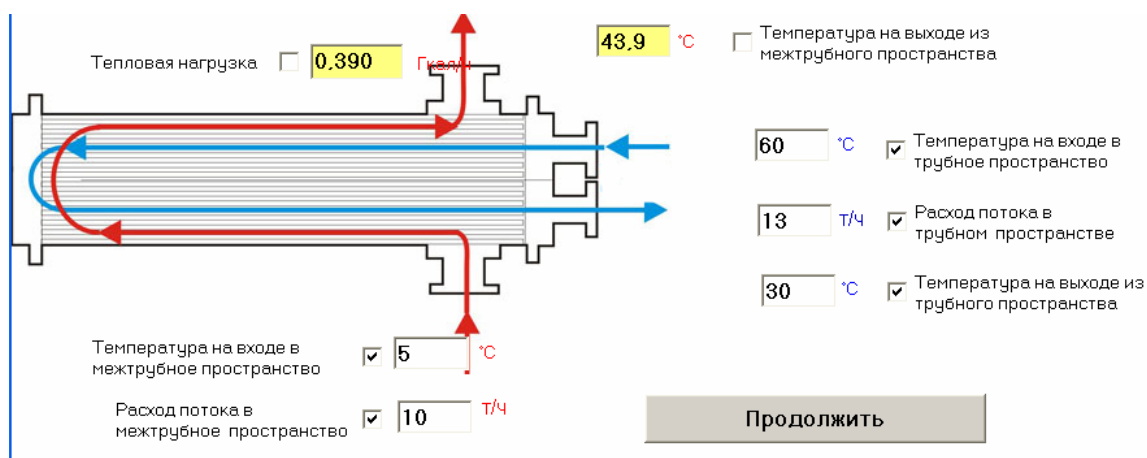 Тепловая нагрузка
0,390
Гкал/ч
43,9
°C
Температура на выходе из
межтрубного пространства
60
°C
Температура на входе в
трубное пространство
13
т/ч
Расход потока в
трубном пространстве
30
°C
Температура на выходе из
трубного пространства
Температура на входе в
межтрубное пространство
5
°C
Расход потока в
межтрубное пространство
10
т/ч
Продолжить